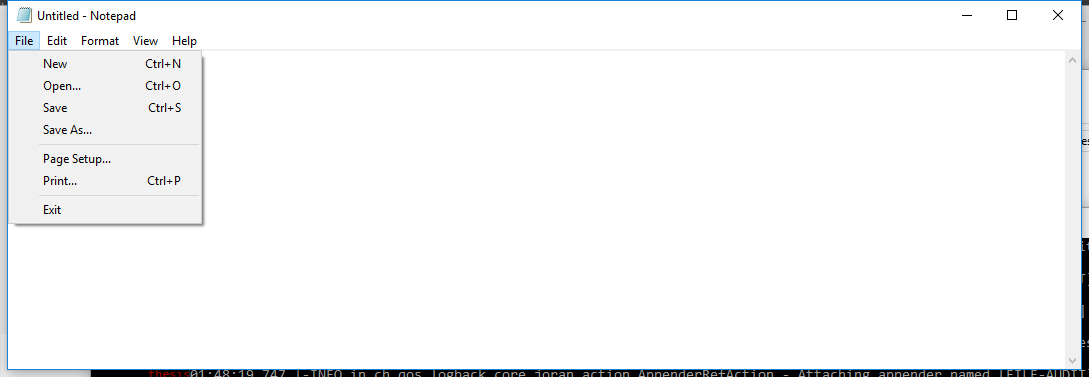 Untitled - Notepad
File Edit Format View Help
New Ctrl+N
Open... Ctrl+O
Save Ctrl+S
Save As...
Page Setup...
Print... Ctrl+P
Exit
thesis01:48:19,747 |-INFO in ch.qos.logback.core.joran.action.AppenderRefAction - Attaching appender named [FILE-AUDIT